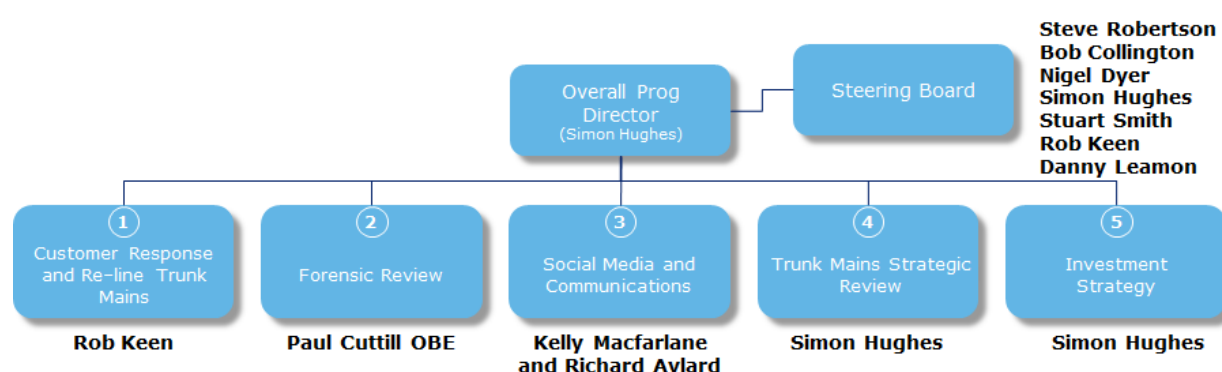 Overall Prog
Director
(Simon Hughes)
Steering Board
Steve Robertson
Bob Collington
Nigel Dyer
Simon Hughes
Stuart Smith
Rob Keen
Danny Leamon
1
Customer Response
and Re-line Trunk
Mains
Rob Keen
2
Forensic Review
Paul Cuttill OBE
3
Social Media and
Communications
Kelly Macfarlane
and Richard Aylard
4
Trunk Mains Strategic
Review
Simon Hughes
5
Investment
Strategy
Simon Hughes